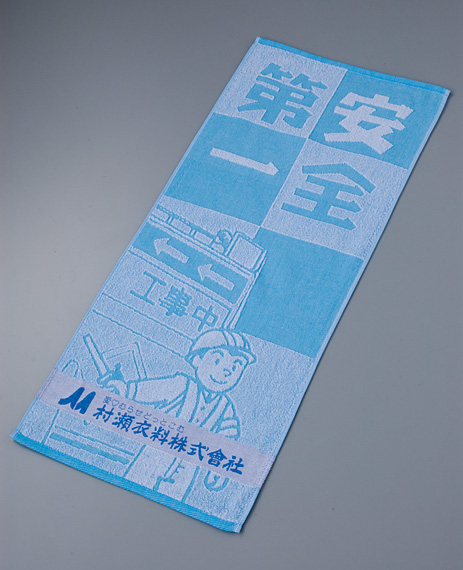 安全
第一
工事中
村瀬衣料株式會社